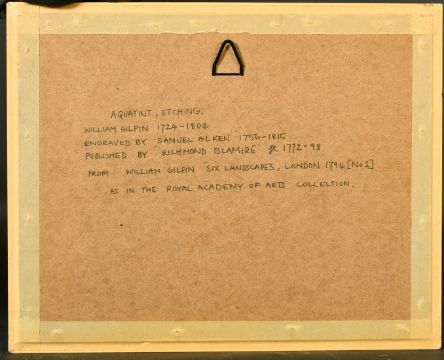 AQUATINT, ETCHING.
WILLIAM GILPIN 1724-1804
ENGRAVED BY SAMUEL ALKEN 1756-1815
PUBLISHED BY RICHMOND BLAMIRE fl 1772-98
FROM WILLIAM GILPIN "SIX LANDSCAPES, LONDON 1794 [No 1]
AS IN THE ROYAL ACADEMY OF ARTS COLLECTION.